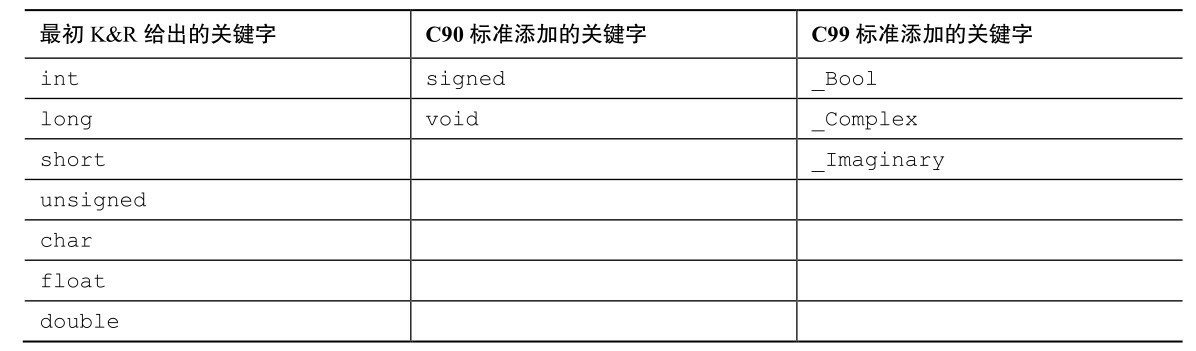 最初 K&R 给出的关键字 C90 标准添加的关键字 C99 标准添加的关键字
int signed _Bool
long void _Complex
short _Imaginary
unsigned
char
float
double